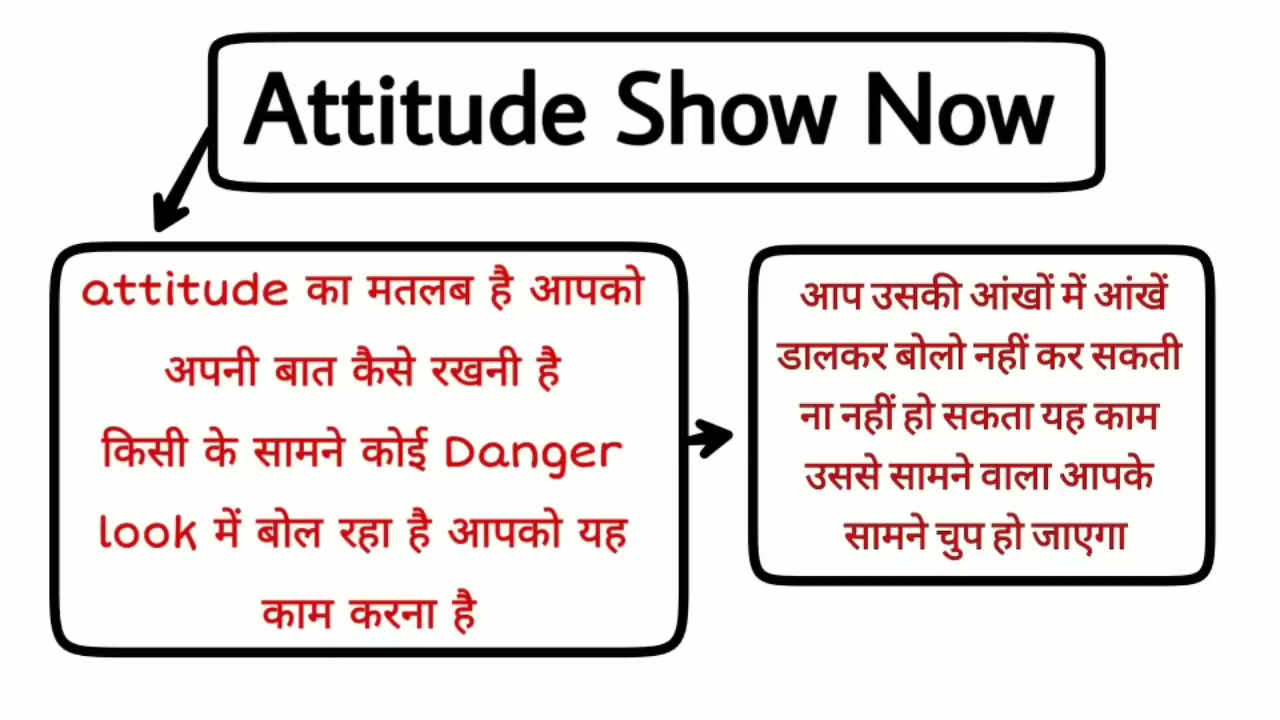 Attitude Show Now
attitude का मतलब है आपको
अपनी बात कैसे रखनी है
किसी के सामने कोई Danger
look में बोल रहा है आपको यह
काम करना है
आप उसकी आंखों में आंखें
डालकर बोलो नहीं कर सकती
ना नहीं हो सकता यह काम
उससे सामने वाला आपके
सामने चुप हो जाएगा